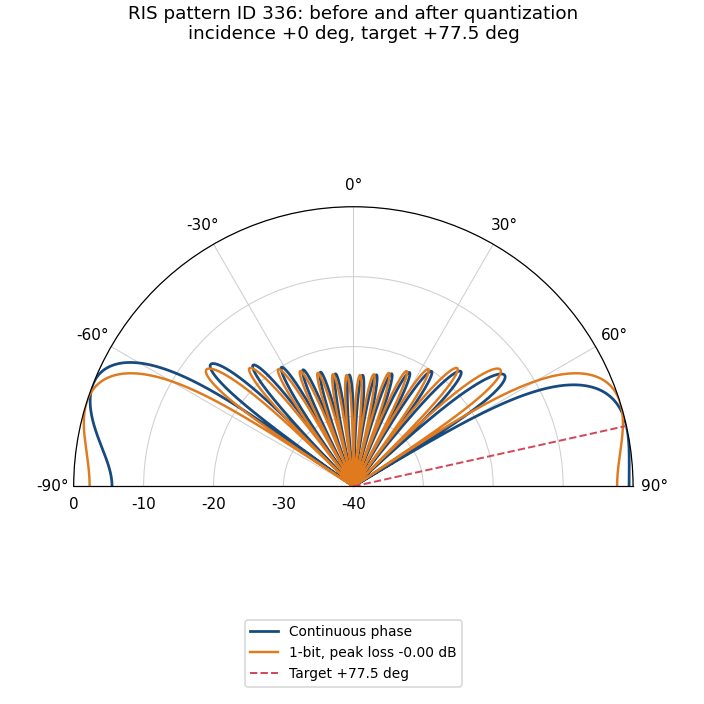 RIS pattern ID 336: before and after quantization
incidence +0 deg, target +77.5 deg
0°
-30°
30°
-60°
60°
-90°
90°
0
-10
-20
-30
-40
Continuous phase
1-bit, peak loss -0.00 dB
Target +77.5 deg